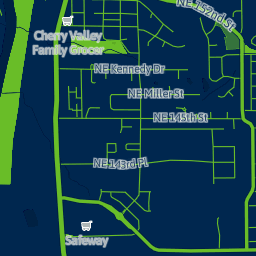 NE 152nd St
Cherry Valley
Family Grocer
NE Kennedy Dr
NE Miller St
NE 145th St
NE 143rd Pl
Safeway